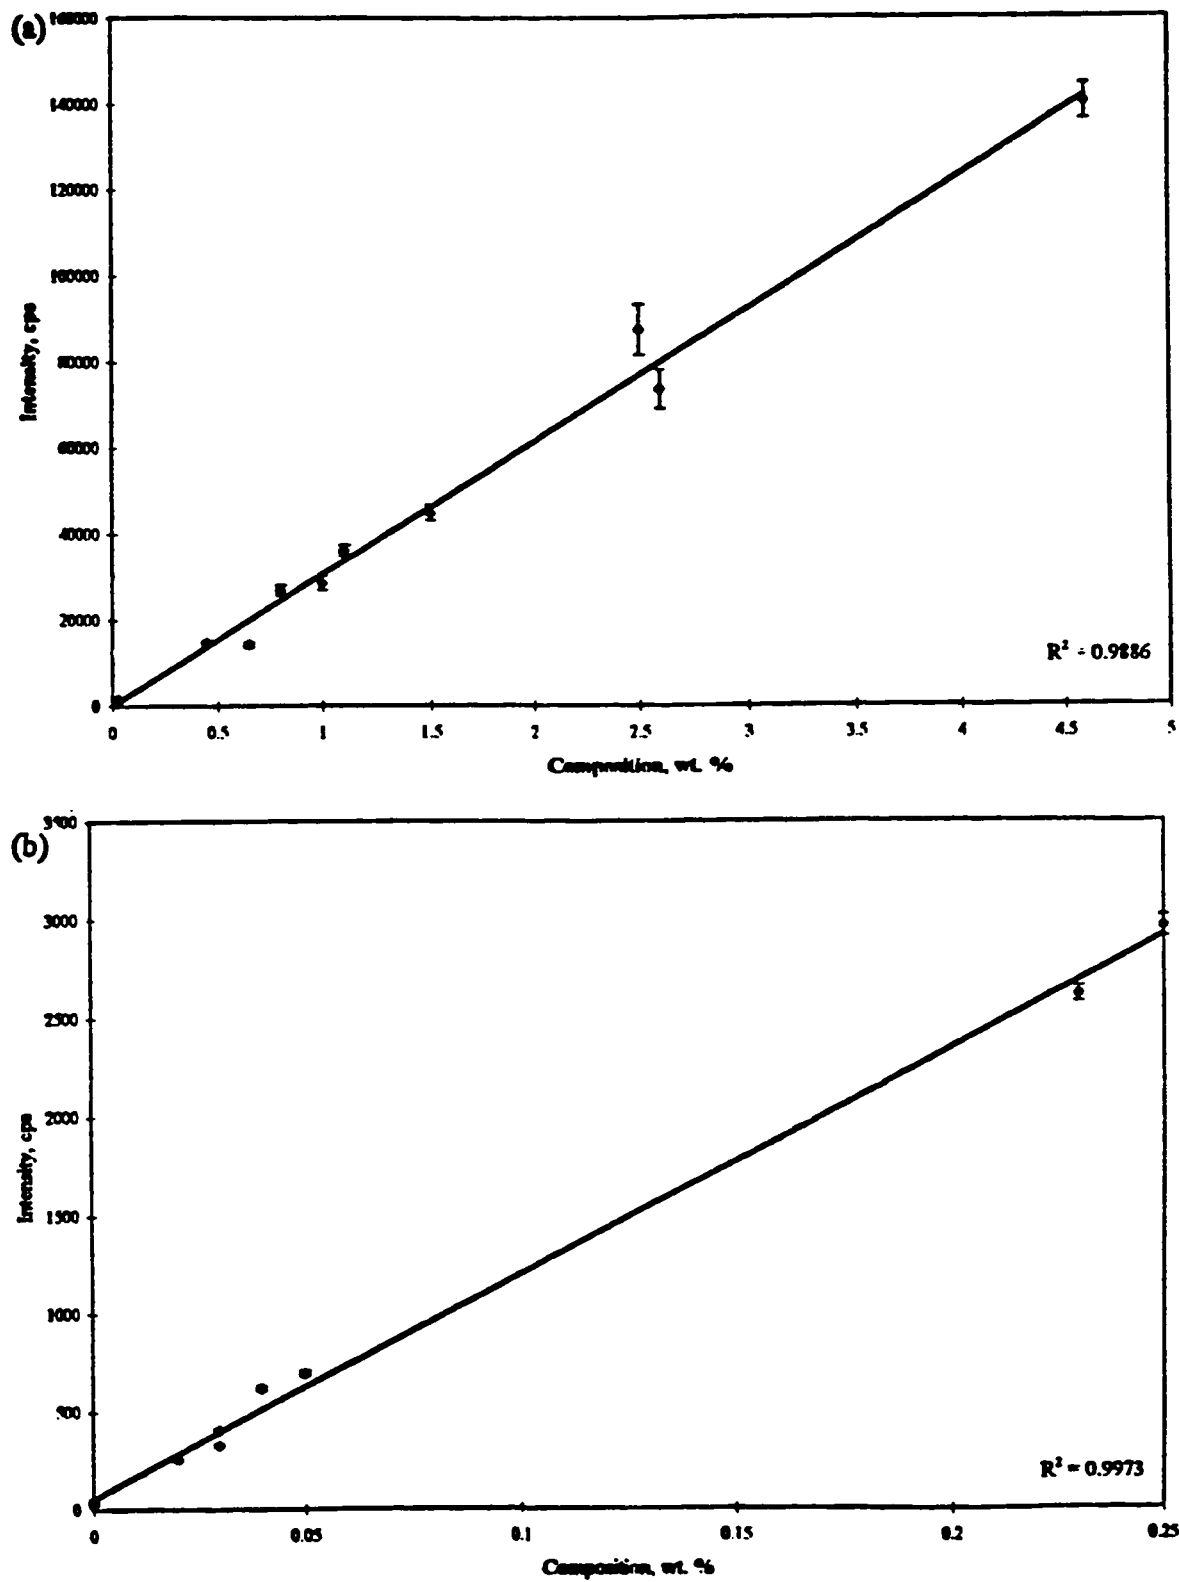 (a)
160000
140000
120000
100000
80000
60000
40000
20000
0
Intensity, cps
0 0.5 1 1.5 2 2.5 3 3.5 4 4.5 5
Composition, wt. %
R² = 0.9886
(b)
3500
3000
2500
2000
1500
1000
500
0
Intensity, cps
0 0.05 0.1 0.15 0.2 0.25
Composition, wt. %
R² = 0.9973